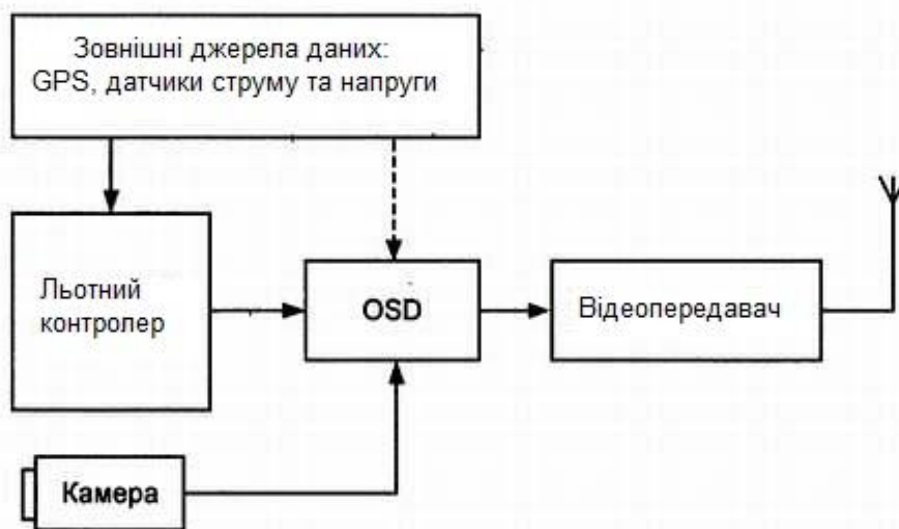 Зовнішні джерела даних:
GPS, датчики струму та напруги
Льотний
контролер
OSD
Відеопередавач
Камера